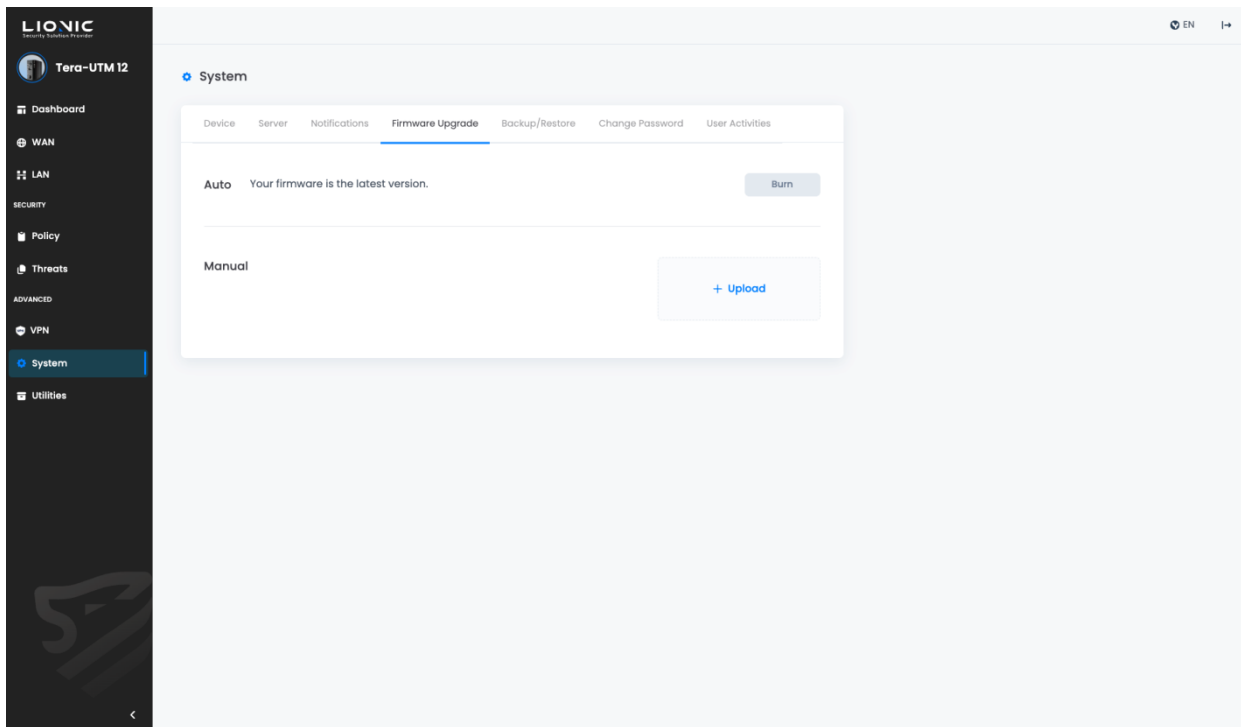 LIONIC
Security Solution Provider
EN
Tera-UTM 12
Dashboard
WAN
LAN
SECURITY
Policy
Threats
ADVANCED
VPN
System
Utilities
System
Device Server Notifications Firmware Upgrade Backup/Restore Change Password User Activities
Auto Your firmware is the latest version. Burn
Manual
+ Upload